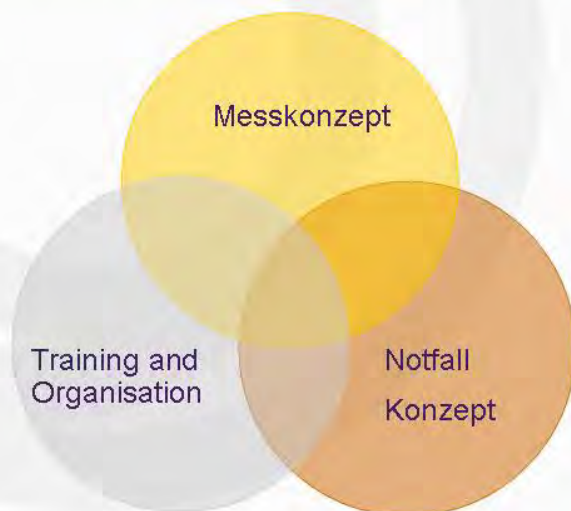 Messkonzept
Training and
Organisation
Notfall
Konzept